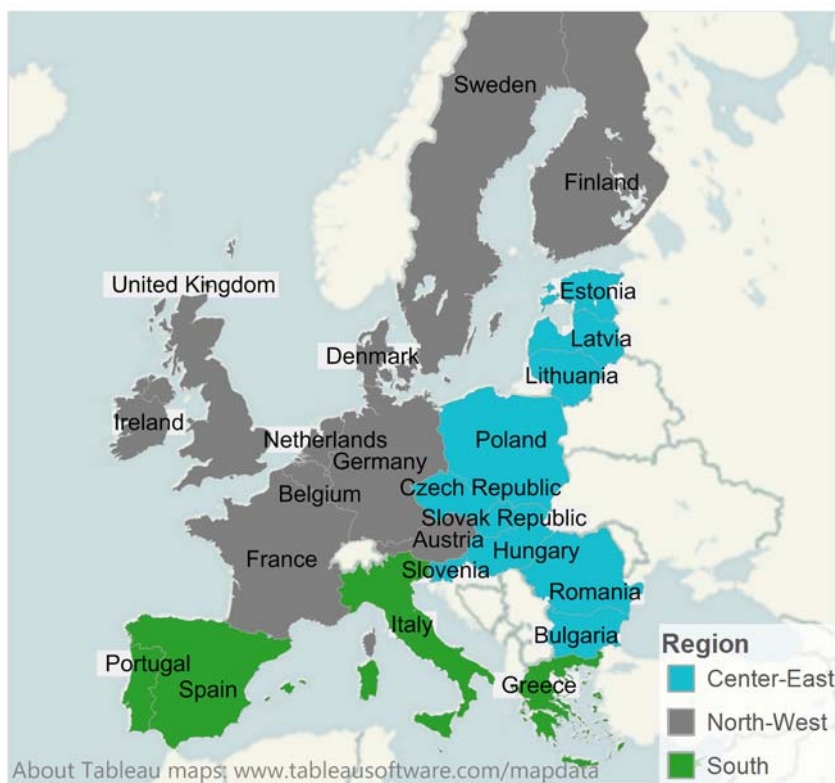 Sweden
Finland
United Kingdom
Estonia
Latvia
Denmark
Lithuania
Ireland
Netherlands
Poland
Germany
Belgium
Czech Republic
Slovak Republic
Austria
Hungary
France
Slovenia
Romania
Italy
Bulgaria
Portugal
Spain
Greece
Region
Center-East
North-West
South
About Tableau maps: www.tableausoftware.com/mapdata